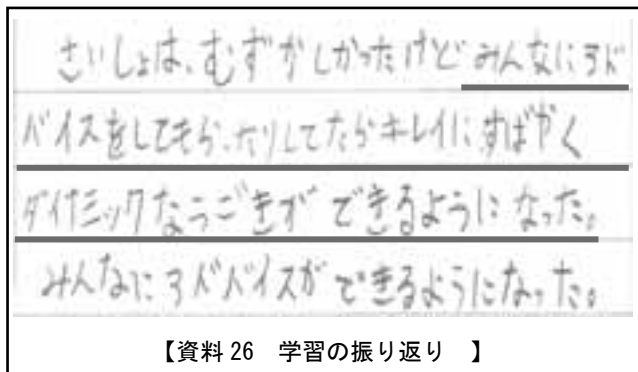 さいしょは、むずかしかったけどみんなにアド
バイスをしてもらったりしてたらキレイにすばやく
ダイナミックなうごきができるようになった。
みんなにアドバイスができるようになった。
【資料26 学習の振り返り 】